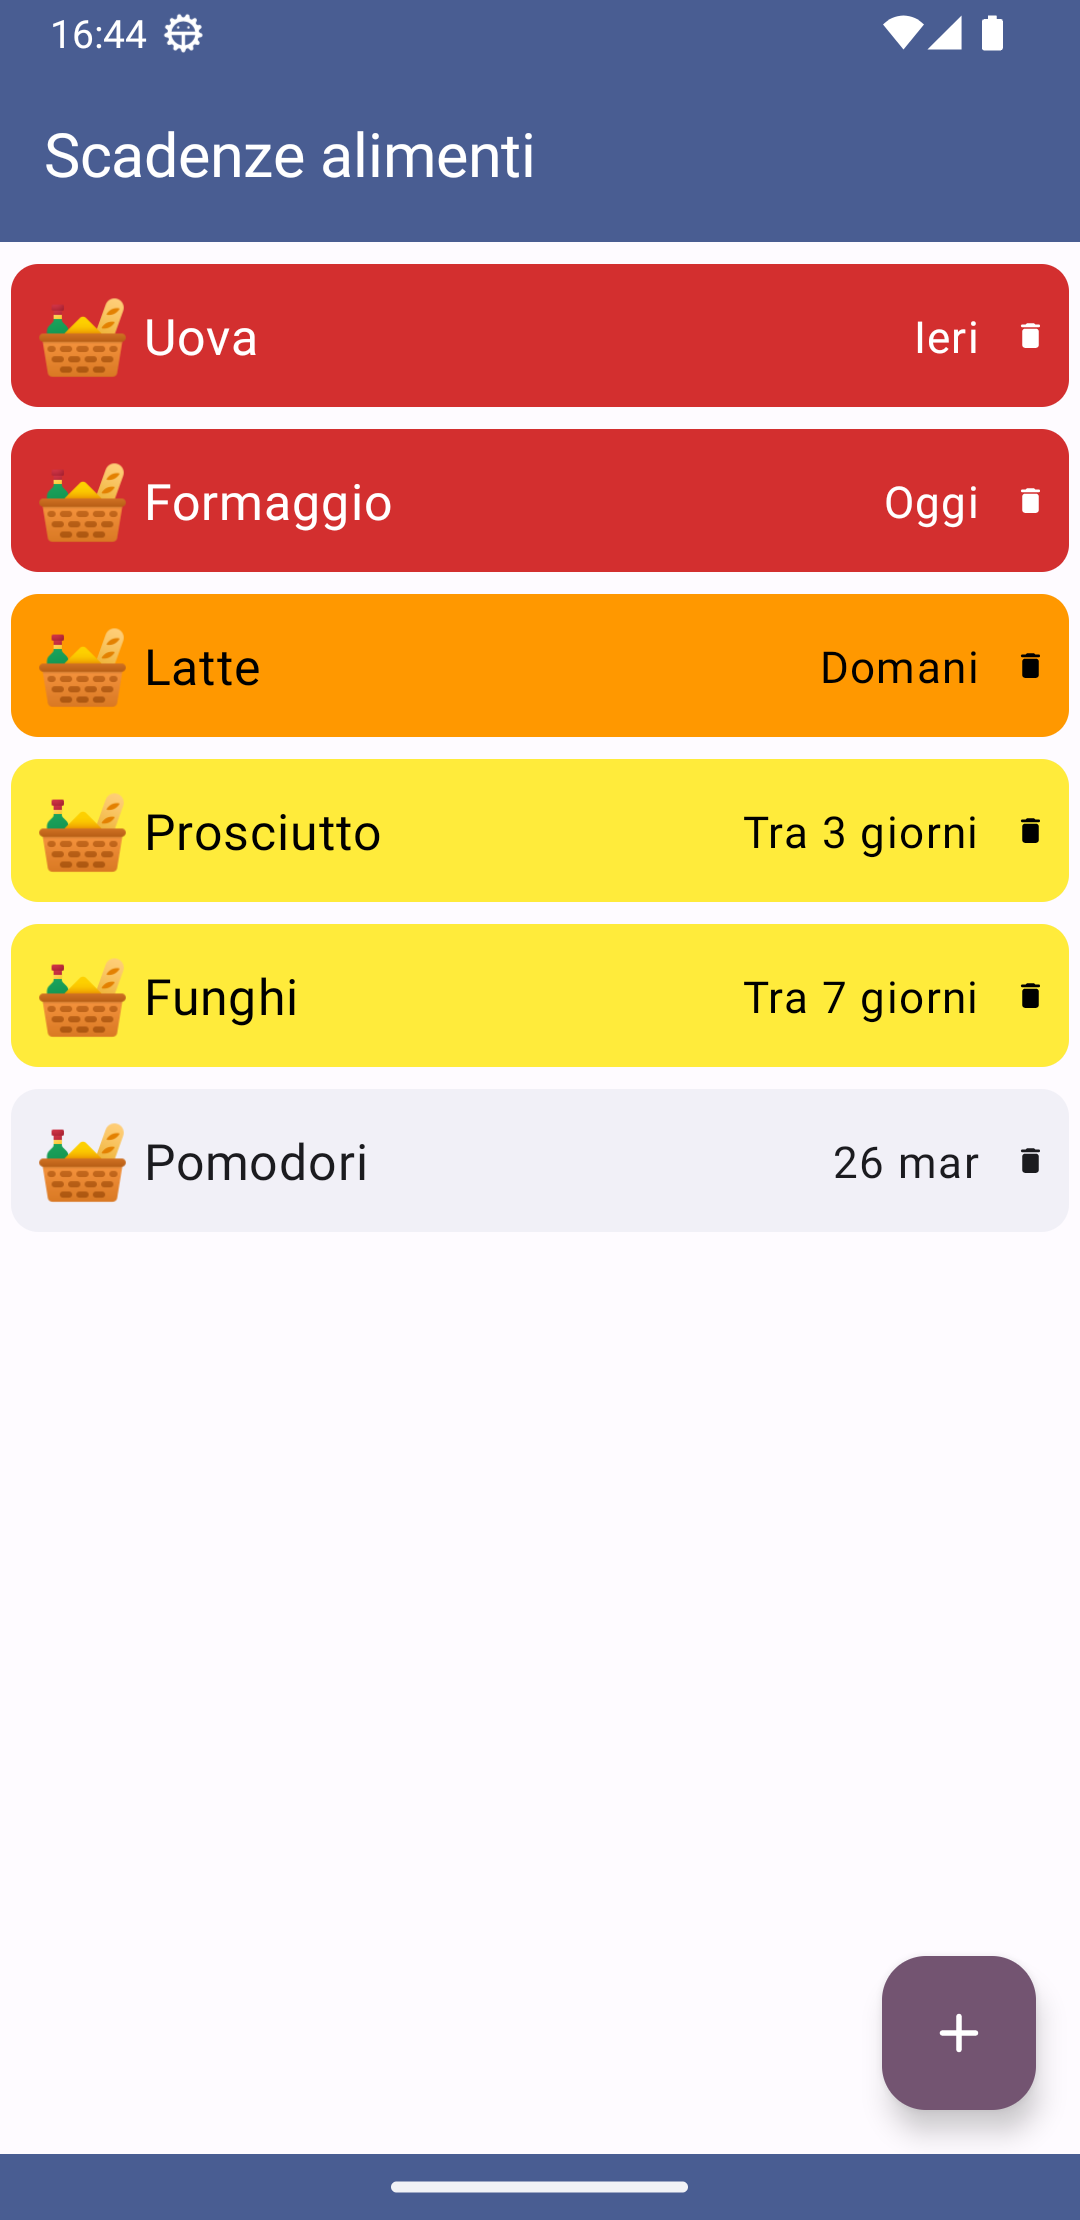 16:44
Scadenze alimenti
Uova Ieri
Formaggio Oggi
Latte Domani
Prosciutto Tra 3 giorni
Funghi Tra 7 giorni
Pomodori 26 mar